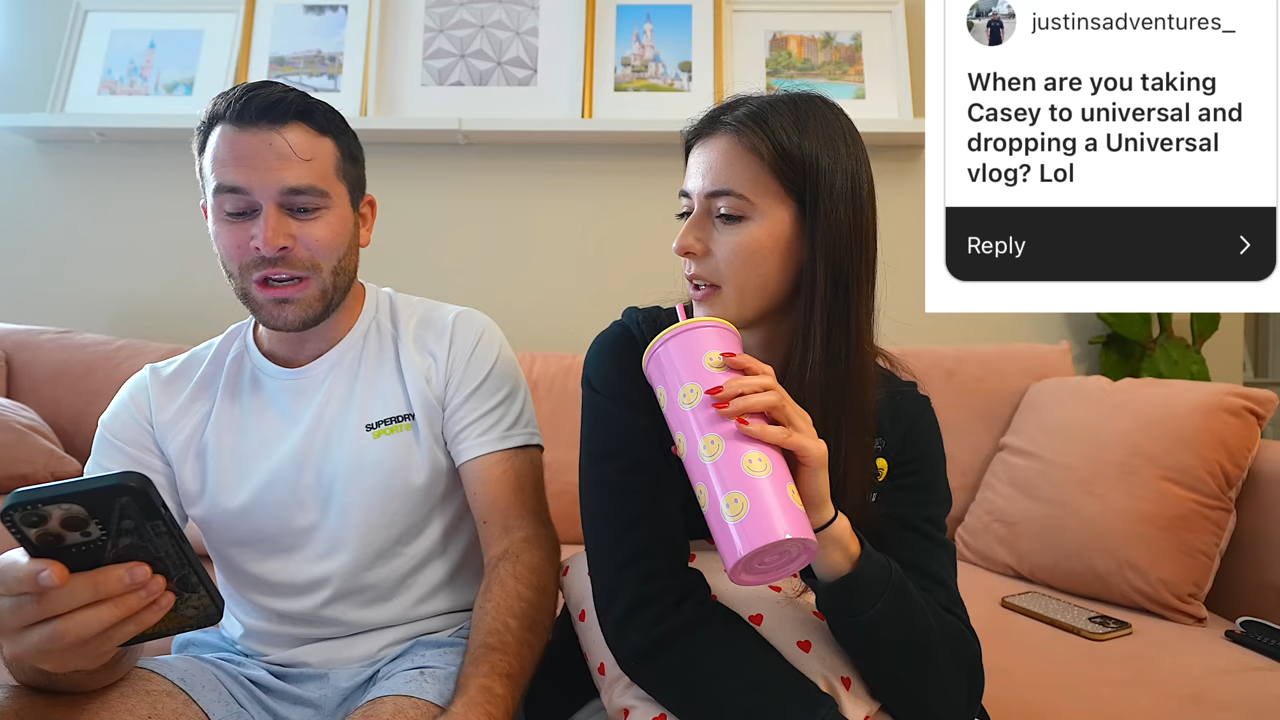 justinsadventures_
When are you taking
Casey to universal and
dropping a Universal
vlog? Lol
Reply
SUPERDRY
SPORT